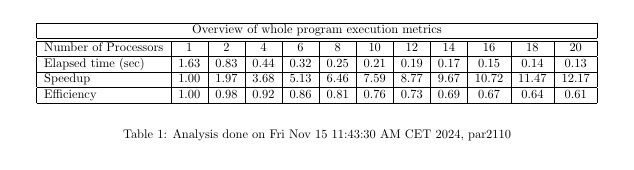 Overview of whole program execution metrics
Number of Processors 1 2 4 6 8 10 12 14 16 18 20
Elapsed time (sec) 1.63 0.83 0.44 0.32 0.25 0.21 0.19 0.17 0.15 0.14 0.13
Speedup 1.00 1.97 3.68 5.13 6.46 7.59 8.77 9.67 10.72 11.47 12.17
Efficiency 1.00 0.98 0.92 0.86 0.81 0.76 0.73 0.69 0.67 0.64 0.61
Table 1: Analysis done on Fri Nov 15 11:43:30 AM CET 2024, par2110